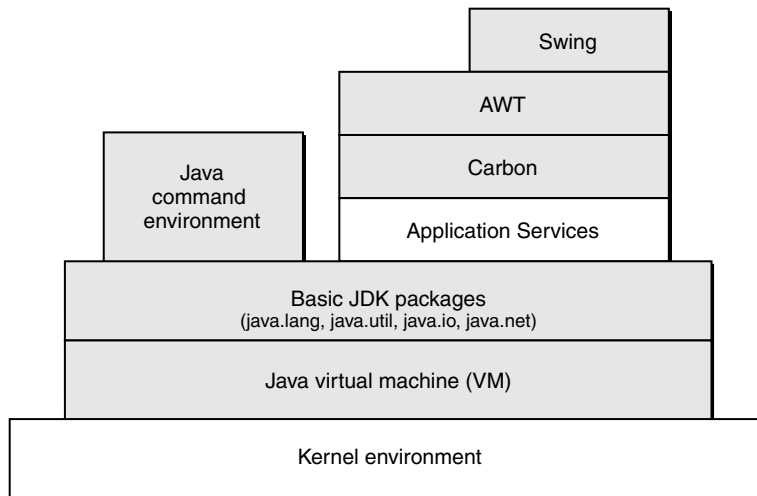 Swing
AWT
Java
command
environment
Carbon
Application Services
Basic JDK packages
(java.lang, java.util, java.io, java.net)
Java virtual machine (VM)
Kernel environment